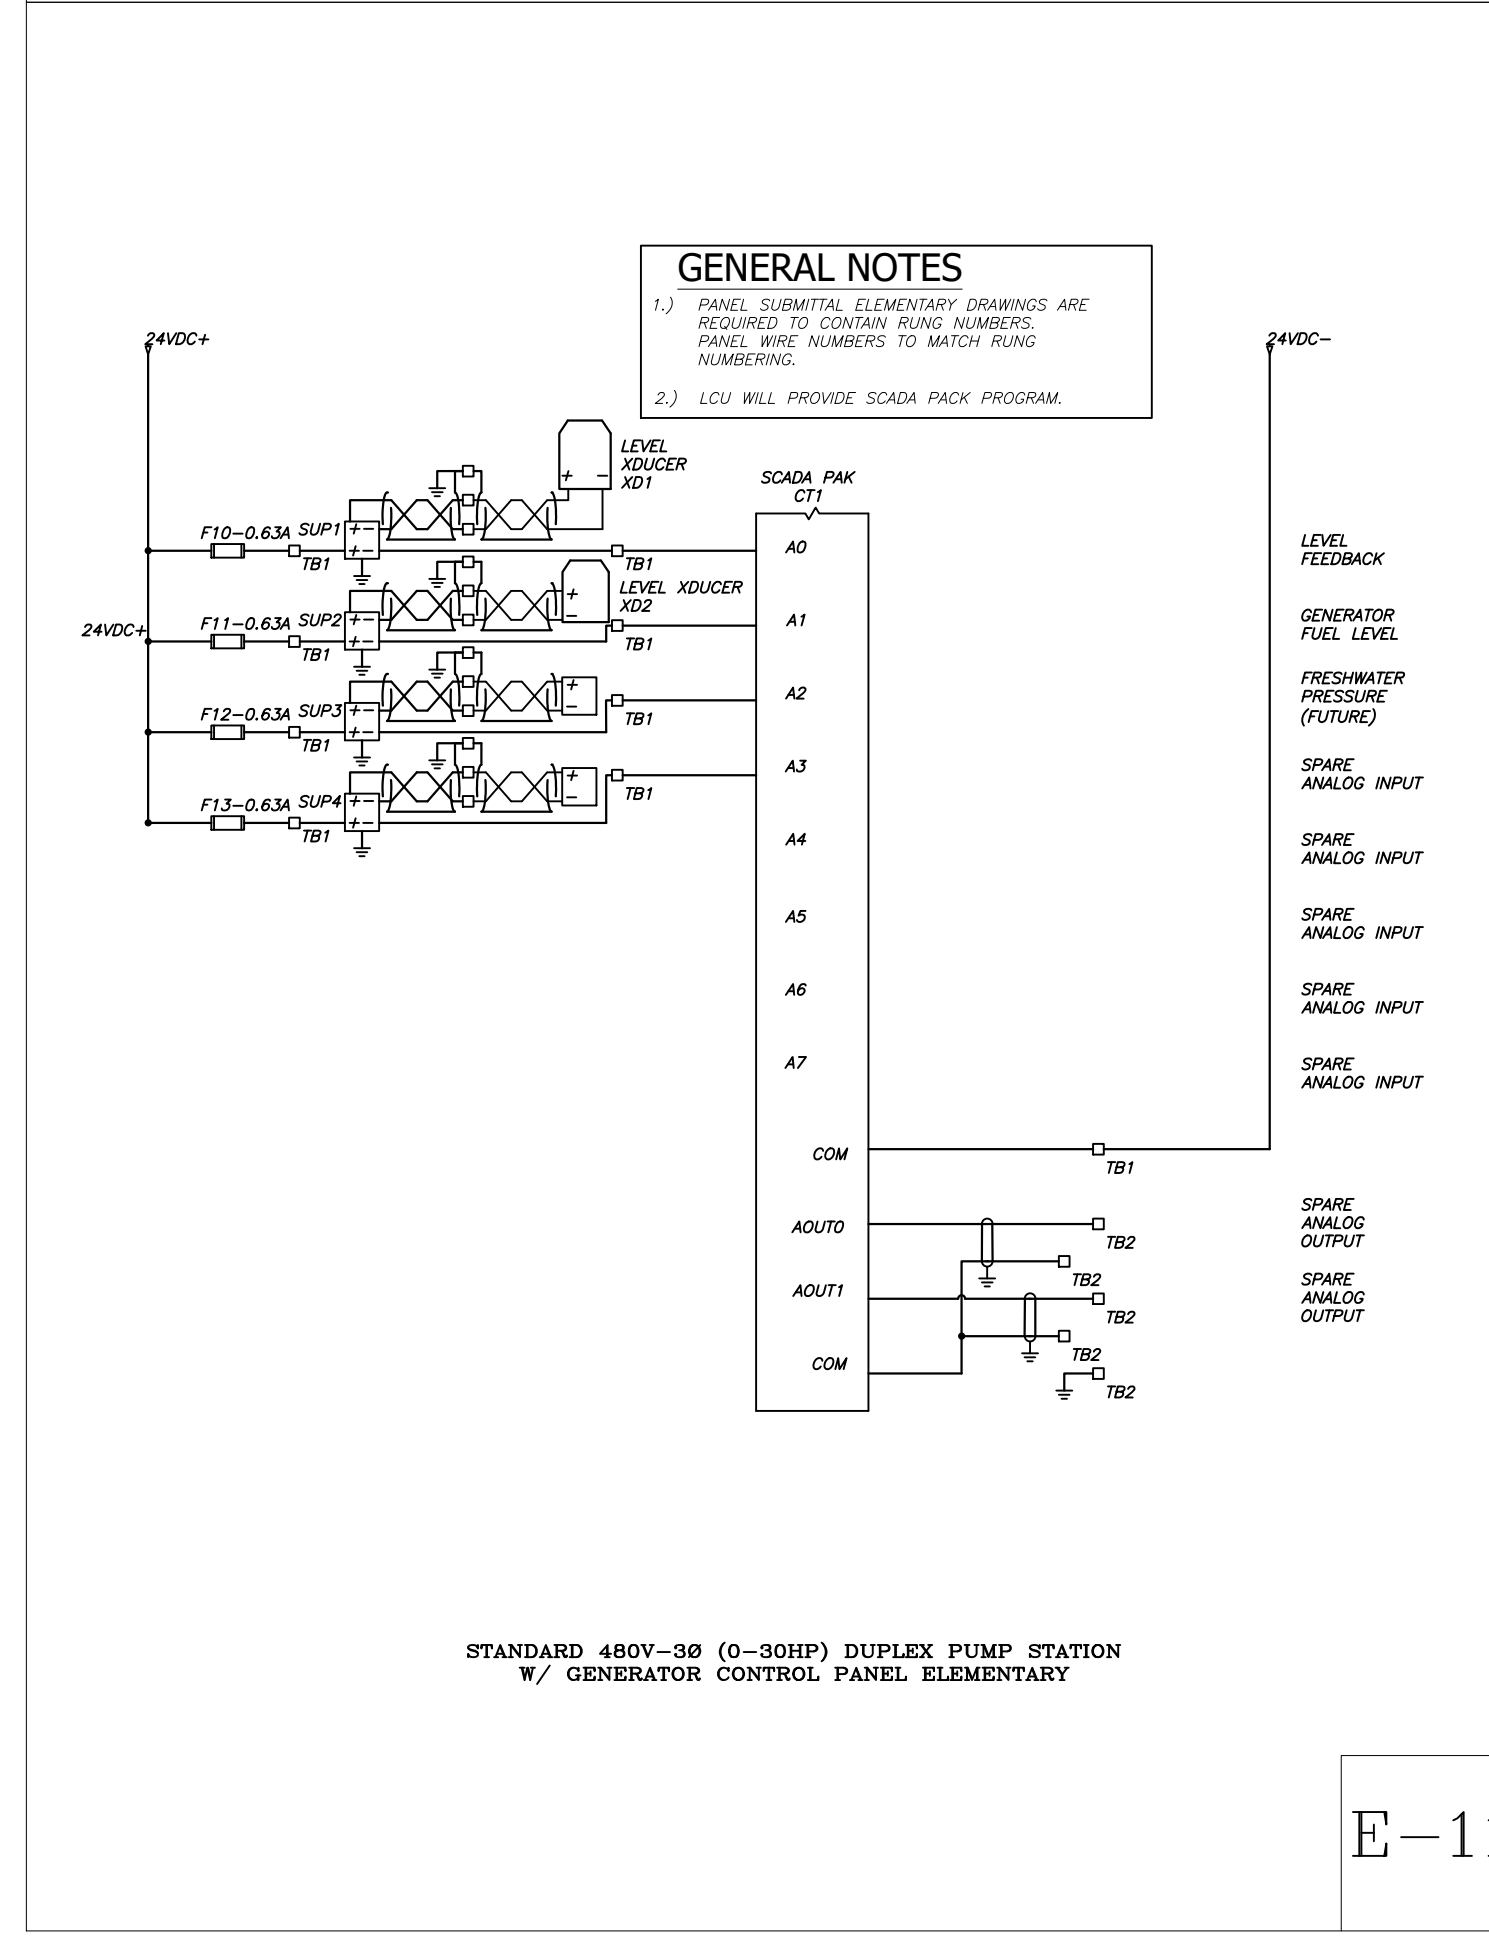 GENERAL NOTES
1.) PANEL SUBMITTAL ELEMENTARY DRAWINGS ARE
REQUIRED TO CONTAIN RUNG NUMBERS.
PANEL WIRE NUMBERS TO MATCH RUNG
NUMBERING.
2.) LCU WILL PROVIDE SCADA PACK PROGRAM.
24VDC+
24VDC-
LEVEL
XDUCER
XD1
+ -
SCADA PAK
CT1
F10-0.63A SUP1
+-
+-
TB1
TB1
A0
LEVEL
FEEDBACK
LEVEL XDUCER
XD2
+
-
24VDC+
F11-0.63A SUP2
+-
+-
TB1
TB1
A1
GENERATOR
FUEL LEVEL
F12-0.63A SUP3
+-
+-
TB1
+
-
TB1
A2
FRESHWATER
PRESSURE
(FUTURE)
F13-0.63A SUP4
+-
+-
TB1
+
-
TB1
A3
SPARE
ANALOG INPUT
A4
SPARE
ANALOG INPUT
A5
SPARE
ANALOG INPUT
A6
SPARE
ANALOG INPUT
A7
SPARE
ANALOG INPUT
COM
TB1
AOUT0
TB2
SPARE
ANALOG
OUTPUT
TB2
AOUT1
TB2
SPARE
ANALOG
OUTPUT
TB2
COM
TB2
STANDARD 480V-3Ø (0-30HP) DUPLEX PUMP STATION
W/ GENERATOR CONTROL PANEL ELEMENTARY
E-1